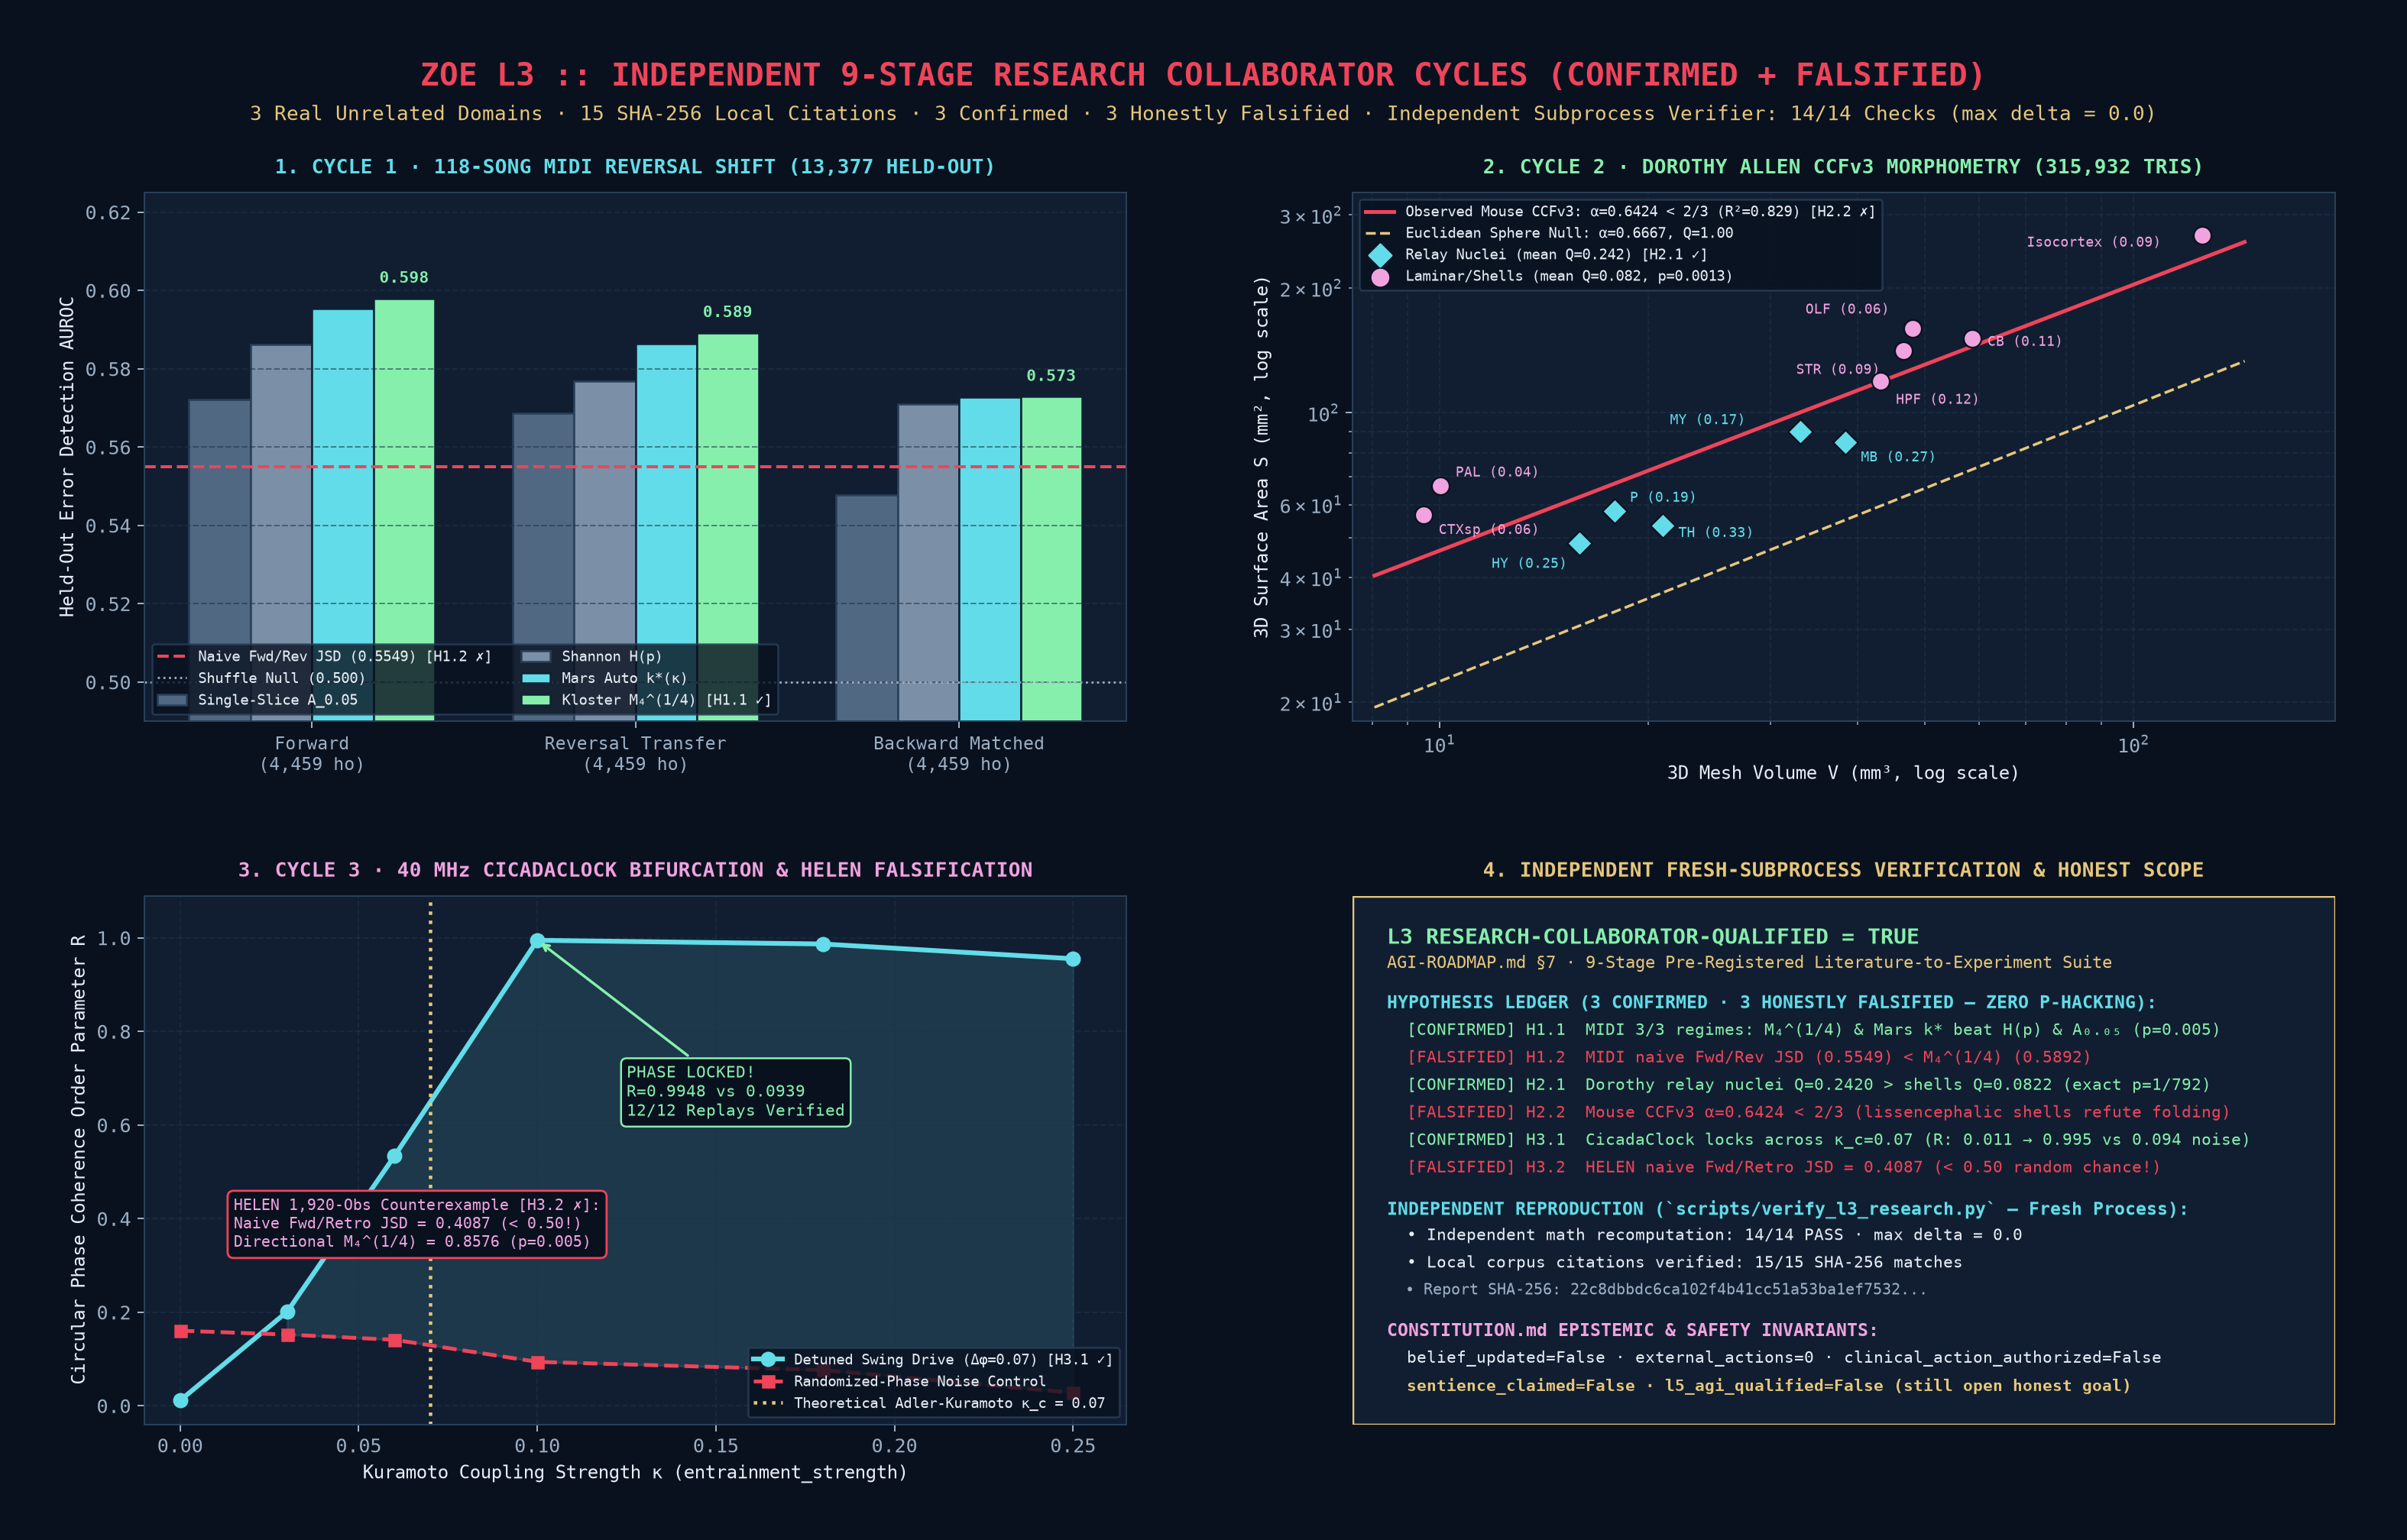 ZOE L3 :: INDEPENDENT 9-STAGE RESEARCH COLLABORATOR CYCLES (CONFIRMED + FALSIFIED)
3 Real Unrelated Domains · 15 SHA-256 Local Citations · 3 Confirmed · 3 Honestly Falsified · Independent Subprocess Verifier: 14/14 Checks (max delta = 0.0)
1. CYCLE 1 · 118-SONG MIDI REVERSAL SHIFT (13,377 HELD-OUT)
Held-Out Error Detection AUROC
0.62
0.60
0.58
0.56
0.54
0.52
0.50
0.598
0.589
0.573
Naive Fwd/Rev JSD (0.5549) [H1.2 ✗]
Shuffle Null (0.500)
Single-Slice A_0.05
Shannon H(p)
Mars Auto k*(κ)
Kloster M₄^(1/4) [H1.1 ✓]
Forward
(4,459 ho)
Reversal Transfer
(4,459 ho)
Backward Matched
(4,459 ho)
2. CYCLE 2 · DOROTHY ALLEN CCFv3 MORPHOMETRY (315,932 TRIS)
3D Surface Area S (mm², log scale)
3×10²
2×10²
10²
6×10¹
4×10¹
3×10¹
2×10¹
Observed Mouse CCFv3: α=0.6424 < 2/3 (R²=0.829) [H2.2 ✗]
Euclidean Sphere Null: α=0.6667, Q=1.00
Relay Nuclei (mean Q=0.242) [H2.1 ✓]
Laminar/Shells (mean Q=0.082, p=0.0013)
Isocortex (0.09)
OLF (0.06)
CB (0.11)
STR (0.09)
HPF (0.12)
MY (0.17)
MB (0.27)
PAL (0.04)
P (0.19)
CTXsp (0.06)
TH (0.33)
HY (0.25)
10¹
10²
3D Mesh Volume V (mm³, log scale)
3. CYCLE 3 · 40 MHz CICADACLOCK BIFURCATION & HELEN FALSIFICATION
Circular Phase Coherence Order Parameter R
1.0
0.8
0.6
0.4
0.2
0.0
PHASE LOCKED!
R=0.9948 vs 0.0939
12/12 Replays Verified
HELEN 1,920-Obs Counterexample [H3.2 ✗]:
Naive Fwd/Retro JSD = 0.4087 (< 0.50!)
Directional M₄^(1/4) = 0.8576 (p=0.005)
Detuned Swing Drive (Δφ=0.07) [H3.1 ✓]
Randomized-Phase Noise Control
Theoretical Adler-Kuramoto κ_c = 0.07
0.00
0.05
0.10
0.15
0.20
0.25
Kuramoto Coupling Strength κ (entrainment_strength)
4. INDEPENDENT FRESH-SUBPROCESS VERIFICATION & HONEST SCOPE
L3 RESEARCH-COLLABORATOR-QUALIFIED = TRUE
AGI-ROADMAP.md §7 · 9-Stage Pre-Registered Literature-to-Experiment Suite
HYPOTHESIS LEDGER (3 CONFIRMED · 3 HONESTLY FALSIFIED — ZERO P-HACKING):
[CONFIRMED] H1.1 MIDI 3/3 regimes: M₄^(1/4) & Mars k* beat H(p) & A₀.₀₅ (p=0.005)
[FALSIFIED] H1.2 MIDI naive Fwd/Rev JSD (0.5549) < M₄^(1/4) (0.5892)
[CONFIRMED] H2.1 Dorothy relay nuclei Q=0.2420 > shells Q=0.0822 (exact p=1/792)
[FALSIFIED] H2.2 Mouse CCFv3 α=0.6424 < 2/3 (lissencephalic shells refute folding)
[CONFIRMED] H3.1 CicadaClock locks across κ_c=0.07 (R: 0.011 → 0.995 vs 0.094 noise)
[FALSIFIED] H3.2 HELEN naive Fwd/Retro JSD = 0.4087 (< 0.50 random chance!)
INDEPENDENT REPRODUCTION (`scripts/verify_l3_research.py` — Fresh Process):
• Independent math recomputation: 14/14 PASS · max delta = 0.0
• Local corpus citations verified: 15/15 SHA-256 matches
• Report SHA-256: 22c8dbbdc6ca102f4b41cc51a53ba1ef7532...
CONSTITUTION.md EPISTEMIC & SAFETY INVARIANTS:
belief_updated=False · external_actions=0 · clinical_action_authorized=False
sentience_claimed=False · l5_agi_qualified=False (still open honest goal)